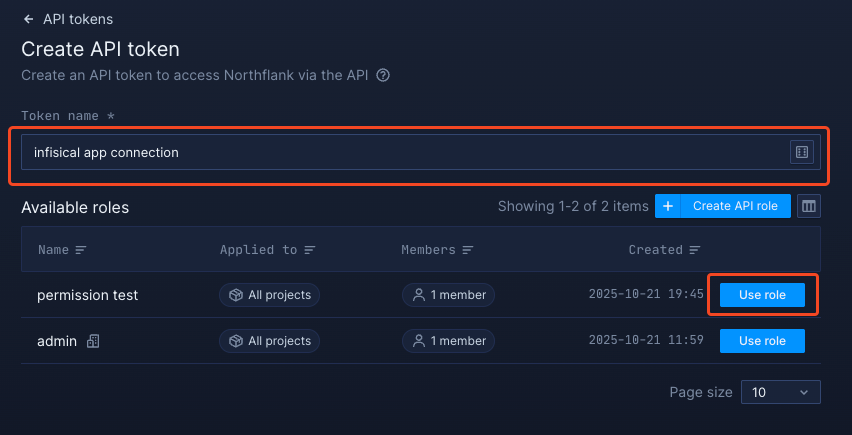 API tokens
Create API token
Create an API token to access Northflank via the API
Token name *
infisical app connection
Available roles Showing 1-2 of 2 items Create API role
Name Applied to Members Created
permission test All projects 1 member 2025-10-21 19:45 Use role
admin All projects 1 member 2025-10-21 11:59 Use role
Page size 10